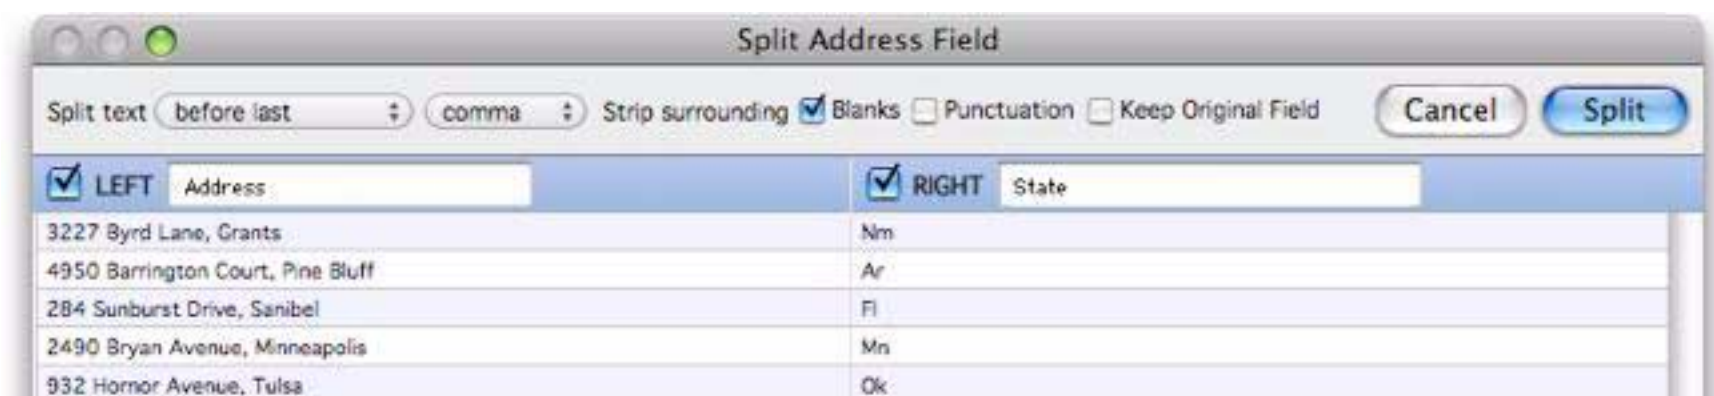 Split Address Field
Split text before last comma Strip surrounding Blanks Punctuation Keep Original Field Cancel Split
LEFT Address RIGHT State
3227 Byrd Lane, Grants Nm
4950 Barrington Court, Pine Bluff Ar
284 Sunburst Drive, Sanibel Fl
2490 Bryan Avenue, Minneapolis Mn
932 Hornor Avenue, Tulsa Ok